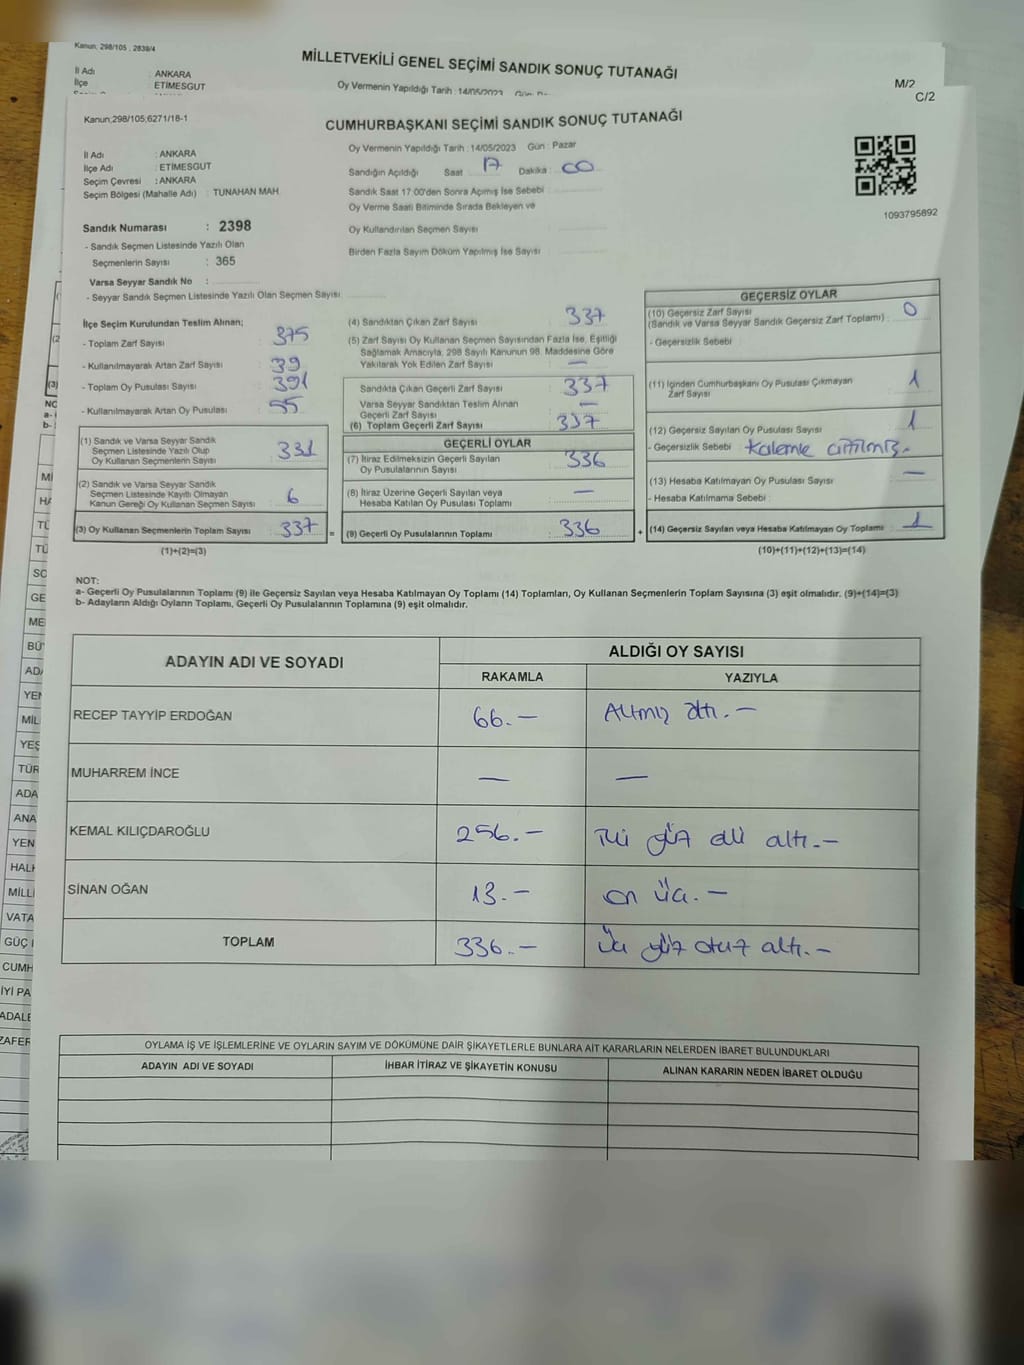 Kanun; 298/105 , 2839/4
MİLLETVEKİLİ GENEL SEÇİMİ SANDIK SONUÇ TUTANAĞI
İl Adı : ANKARA
İlçe ETİMESGUT
Oy Vermenin Yapıldığı Tarih : 14/05/2023
M/2
C/2
Kanun;298/105;6271/18-1
CUMHURBAŞKANI SEÇİMİ SANDIK SONUÇ TUTANAĞI
Oy Vermenin Yapıldığı Tarih : 14/05/2023 Gün : Pazar
İl Adı : ANKARA
İlçe Adı : ETİMESGUT
Seçim Çevresi : ANKARA
Seçim Bölgesi (Mahalle Adı) : TUNAHAN MAH.
Sandığın Açıldığı Saat 17 Dakika : 00
Sandık Saat 17:00'den Sonra Açımış İse Sebebi :
Oy Verme Saati Bitiminde Sırada Bekleyen ve
Oy Kullandırılan Seçmen Sayısı :
Birden Fazla Sayım Döküm Yapılmış İse Sayısı :
1093795892
Sandık Numarası : 2398
- Sandık Seçmen Listesinde Yazılı Olan
Seçmenlerin Sayısı : 365
Varsa Seyyar Sandık No :
- Seyyar Sandık Seçmen Listesinde Yazılı Olan Seçmen Sayısı:
İlçe Seçim Kurulundan Teslim Alınan;
- Toplam Zarf Sayısı : 375
- Kullanılmayarak Artan Zarf Sayısı : 39
- Toplam Oy Pusulası Sayısı : 391
- Kullanılmayarak Artan Oy Pusulası : 55
(1) Sandık ve Varsa Seyyar Sandık
Seçmen Listesinde Yazılı Olup
Oy Kullanan Seçmenlerin Sayısı : 331
(2) Sandık ve Varsa Seyyar Sandık
Seçmen Listesinde Kayıtlı Olmayan
Kanun Gereği Oy Kullanan Seçmen Sayısı : 6
(3) Oy Kullanan Seçmenlerin Toplam Sayısı : 337
(1)+(2)=(3)
(4) Sandıktan Çıkan Zarf Sayısı : 337
(5) Zarf Sayısı Oy Kullanan Seçmen Sayısından Fazla İse, Eşitliği
Sağlamak Amacıyla, 298 Sayılı Kanunun 98. Maddesine Göre
Yakılarak Yok Edilen Zarf Sayısı : —
Sandıkta Çıkan Geçerli Zarf Sayısı : 337
Varsa Seyyar Sandıktan Teslim Alınan
Geçerli Zarf Sayısı : —
(6) Toplam Geçerli Zarf Sayısı : 337
GEÇERLİ OYLAR
(7) İtiraz Edilmeksizin Geçerli Sayılan
Oy Pusulalarının Sayısı : 336
(8) İtiraz Üzerine Geçerli Sayılan veya
Hesaba Katılan Oy Pusulası Toplamı : —
= (9) Geçerli Oy Pusulalarının Toplamı : 336 +
GEÇERSİZ OYLAR
(10) Geçersiz Zarf Sayısı
(Sandık ve Varsa Seyyar Sandık Geçersiz Zarf Toplamı) : 0
- Geçersizlik Sebebi :
(11) İçinden Cumhurbaşkanı Oy Pusulası Çıkmayan
Zarf Sayısı : 1
(12) Geçersiz Sayılan Oy Pusulası Sayısı : 1
- Geçersizlik Sebebi : Kalemle
(13) Hesaba Katılmayan Oy Pusulası Sayısı : —
- Hesaba Katılmama Sebebi :
(14) Geçersiz Sayılan veya Hesaba Katılmayan Oy Toplamı : 1
(10)+(11)+(12)+(13)=(14)
NOT:
a- Geçerli Oy Pusulalarının Toplamı (9) ile Geçersiz Sayılan veya Hesaba Katılmayan Oy Toplamı (14) Toplamları, Oy Kullanan Seçmenlerin Toplam Sayısına (3) eşit olmalıdır. (9)+(14)=(3)
b- Adayların Aldığı Oyların Toplamı, Geçerli Oy Pusulalarının Toplamına (9) eşit olmalıdır.
ADAYIN ADI VE SOYADI ALDIĞI OY SAYISI
RAKAMLA YAZIYLA
RECEP TAYYİP ERDOĞAN 66.— Altmış altı.—
MUHARREM İNCE — —
KEMAL KILIÇDAROĞLU 256.— İki yüz elli altı.—
SİNAN OĞAN 13.— on üç.—
TOPLAM 336.— üç yüz otuz altı.—
OYLAMA İŞ VE İŞLEMLERİNE VE OYLARIN SAYIM VE DÖKÜMÜNE DAİR ŞİKAYETLERLE BUNLARA AİT KARARLARIN NELERDEN İBARET BULUNDUKLARI
ADAYIN ADI VE SOYADI İHBAR İTİRAZ VE ŞİKAYETİN KONUSU ALINAN KARARIN NEDEN İBARET OLDUĞU